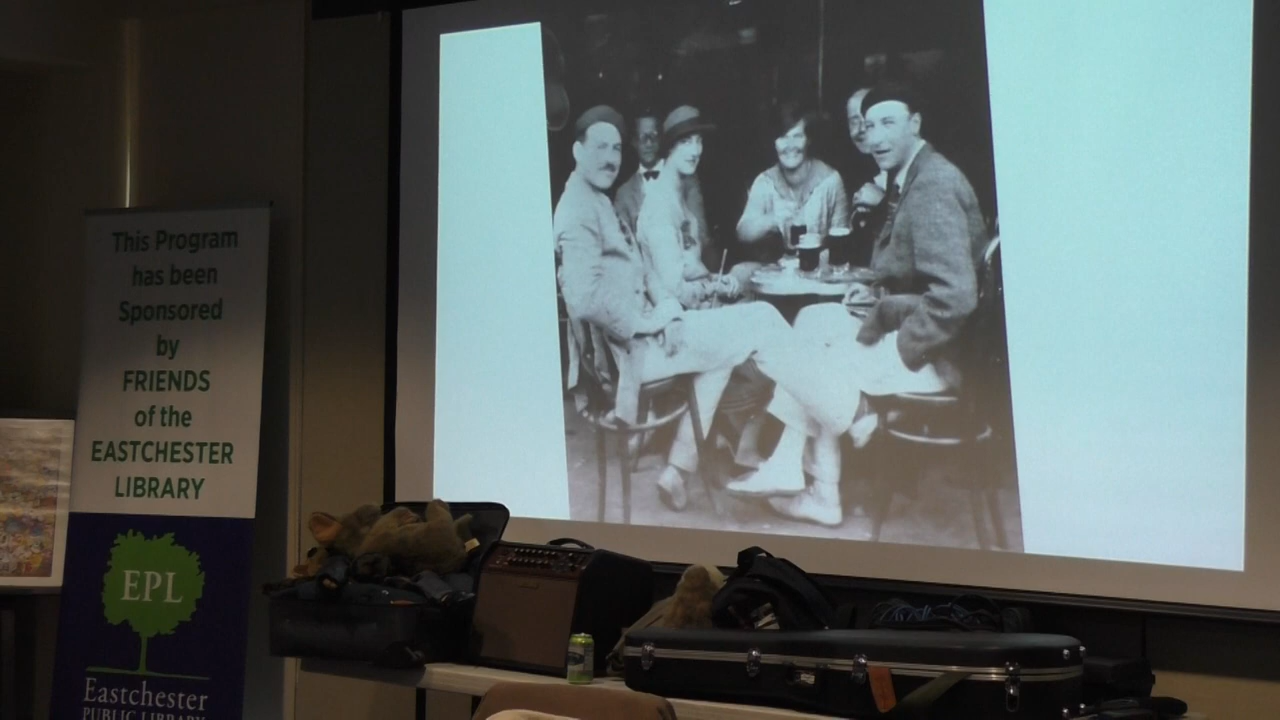 This Program
has been
Sponsored
by
FRIENDS
of the
EASTCHESTER
LIBRARY
EPL
Eastchester
PUBLIC LIBRARY